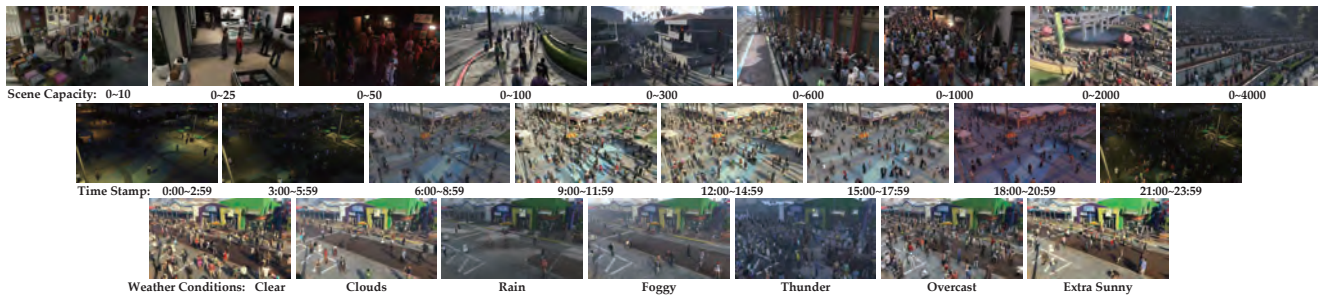 Scene Capacity: 0~10 0~25 0~50 0~100 0~300 0~600 0~1000 0~2000 0~4000
Time Stamp: 0:00~2:59 3:00~5:59 6:00~8:59 9:00~11:59 12:00~14:59 15:00~17:59 18:00~20:59 21:00~23:59
Weather Conditions: Clear Clouds Rain Foggy Thunder Overcast Extra Sunny